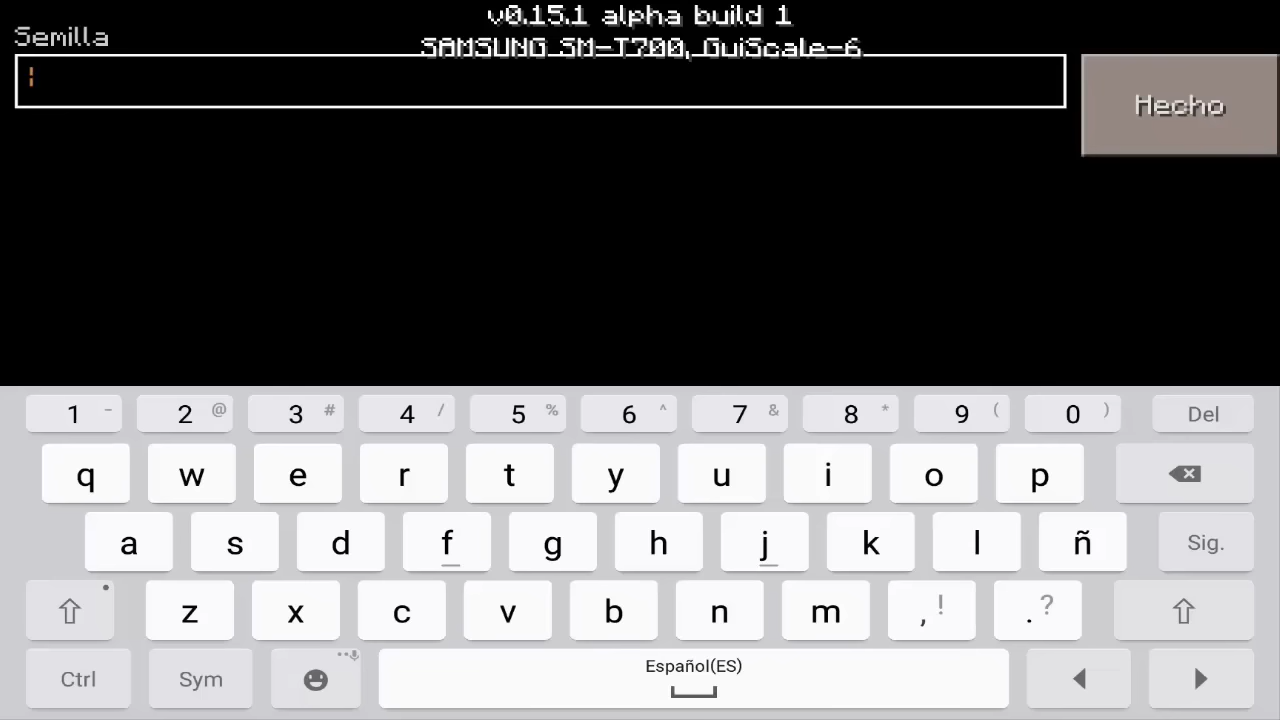 v0.15.1 alpha build 1
SAMSUNG SM-T700, GuiScale-6
Semilla
Hecho
1 - 2 @ 3 # 4 / 5 % 6 ^ 7 & 8 * 9 ( 0 ) Del
q w e r t y u i o p
a s d f g h j k l ñ Sig.
z x c v b n m , ! . ?
Ctrl Sym Español(ES)